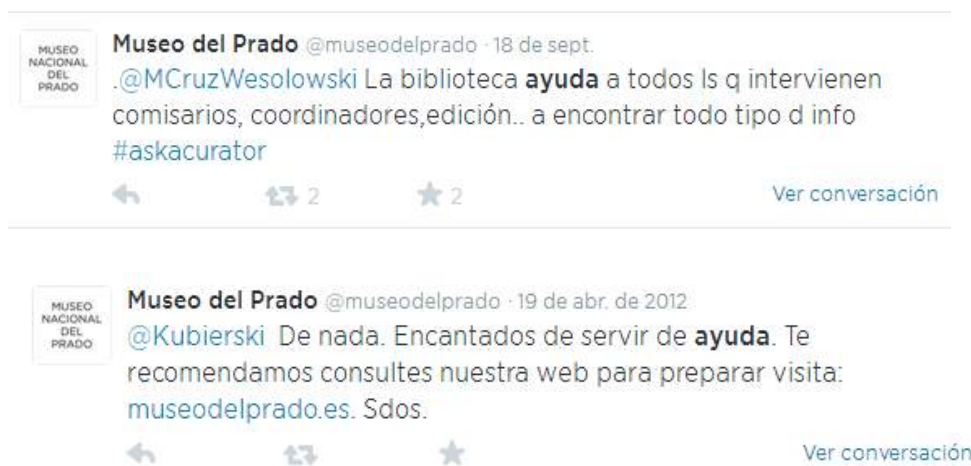 MUSEO
NACIONAL
DEL
PRADO
Museo del Prado @museodelprado · 18 de sept.
.@MCruzWesolowski La biblioteca ayuda a todos ls q intervienen
comisarios, coordinadores,edición.. a encontrar todo tipo d info
#askacurator
2
2
Ver conversación
MUSEO
NACIONAL
DEL
PRADO
Museo del Prado @museodelprado · 19 de abr. de 2012
@Kubierski De nada. Encantados de servir de ayuda. Te
recomendamos consultes nuestra web para preparar visita:
museodelprado.es. Sdos.
Ver conversación